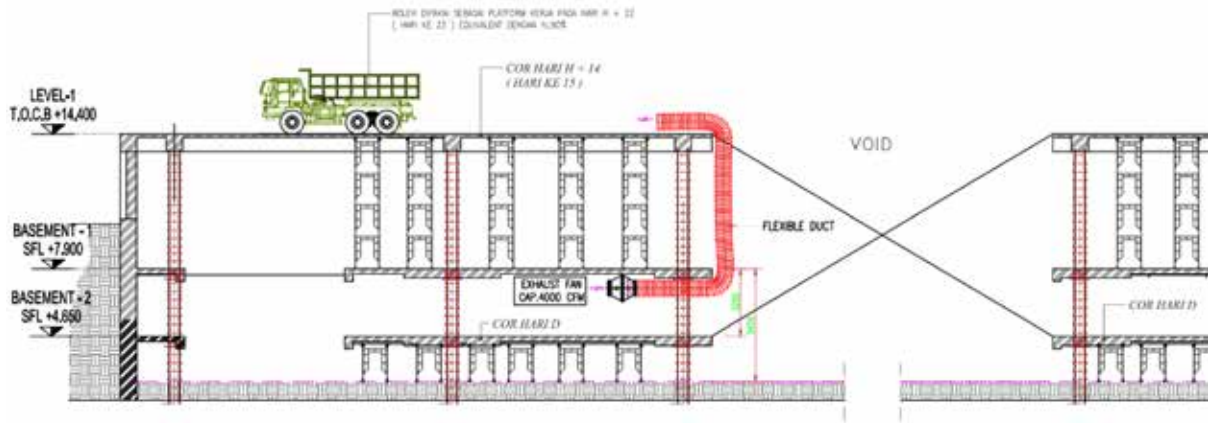 BOLEH DIPAKAI SEBAGAI PLATFORM KERJA PADA HARI H + 22
( HARI KE 23 ) EQUIVALENT DENGAN
COR HARI H + 14
( HARI KE 15 )
LEVEL-1
T.O.C.B +14,400
VOID
FLEXIBLE DUCT
BASEMENT - 1
SFL +7.900
EXHAUST FAN
CAP.4000 CFM
BASEMENT - 2
SFL +4.650
COR HARI D
COR HARI D